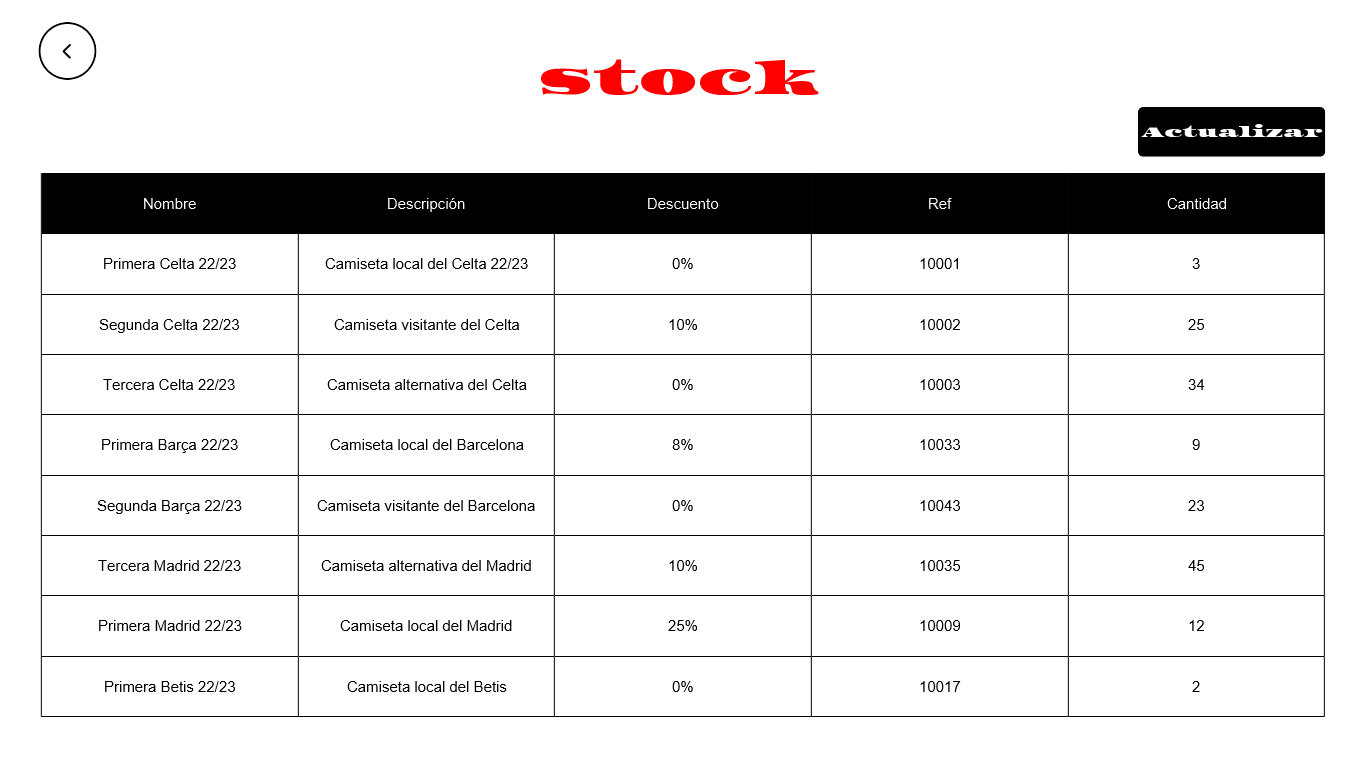 stock
Actualizar
Nombre Descripción Descuento Ref Cantidad
Primera Celta 22/23 Camiseta local del Celta 22/23 0% 10001 3
Segunda Celta 22/23 Camiseta visitante del Celta 10% 10002 25
Tercera Celta 22/23 Camiseta alternativa del Celta 0% 10003 34
Primera Barça 22/23 Camiseta local del Barcelona 8% 10033 9
Segunda Barça 22/23 Camiseta visitante del Barcelona 0% 10043 23
Tercera Madrid 22/23 Camiseta alternativa del Madrid 10% 10035 45
Primera Madrid 22/23 Camiseta local del Madrid 25% 10009 12
Primera Betis 22/23 Camiseta local del Betis 0% 10017 2